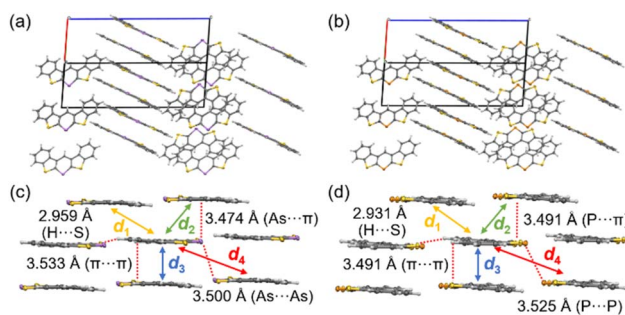 (a)
(b)
(c)
2.959 Å
(H···S)
d₁
d₂
3.474 Å (As···π)
d₄
3.533 Å (π···π)
d₃
3.500 Å (As···As)
(d)
2.931 Å
(H···S)
d₁
d₂
3.491 Å (P···π)
d₄
3.491 Å (π···π)
d₃
3.525 Å (P···P)